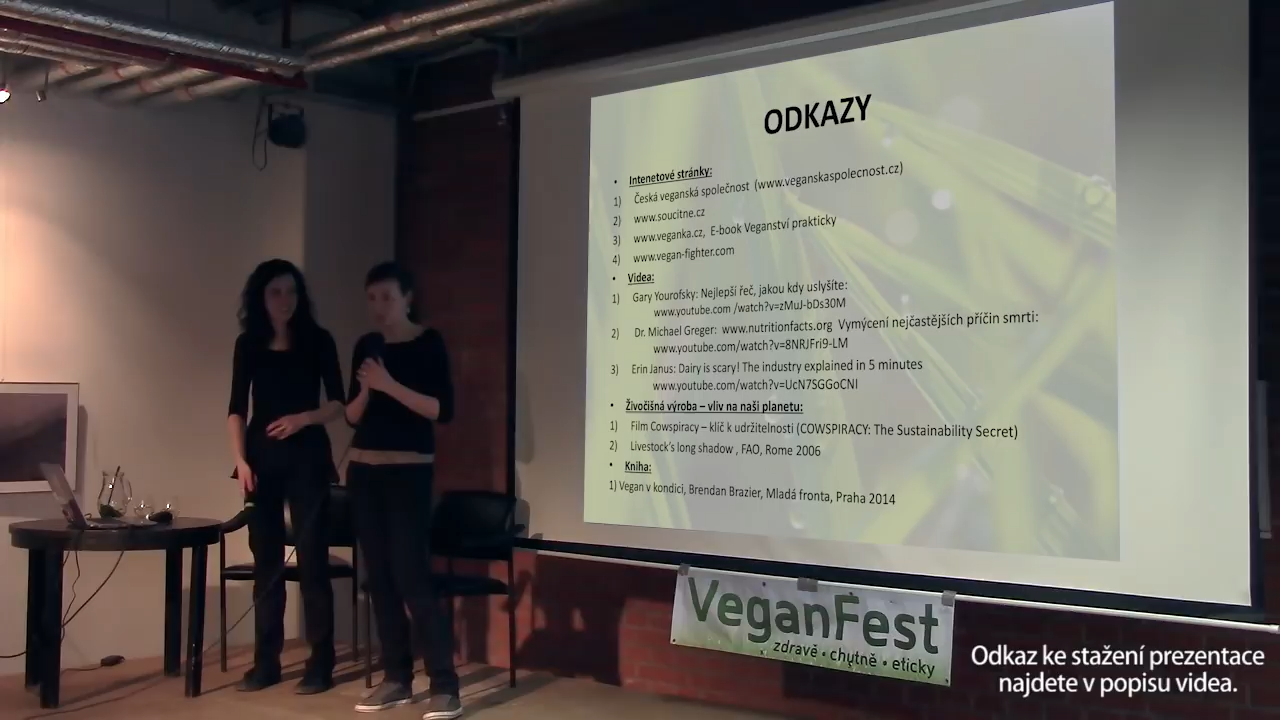 ODKAZY
• Intenetové stránky:
1) Česká veganská společnost (www.veganskaspolecnost.cz)
2) www.soucitne.cz
3) www.veganka.cz, E-book Veganství prakticky
4) www.vegan-fighter.com
• Videa:
1) Gary Yourofsky: Nejlepší řeč, jakou kdy uslyšíte:
www.youtube.com /watch?v=zMuJ-bDs30M
2) Dr. Michael Greger: www.nutritionfacts.org Vymýcení nejčastějších příčin smrti:
www.youtube.com/watch?v=8NRJFri9-LM
3) Erin Janus: Dairy is scary! The industry explained in 5 minutes
www.youtube.com/watch?v=UcN7SGGoCNI
• Živočišná výroba – vliv na naši planetu:
1) Film Cowspiracy – klíč k udržitelnosti (COWSPIRACY: The Sustainability Secret)
2) Livestock's long shadow , FAO, Rome 2006
• Kniha:
1) Vegan v kondici, Brendan Brazier, Mladá fronta, Praha 2014
VeganFest
zdravě • chutně • eticky
Odkaz ke stažení prezentace
najdete v popisu videa.